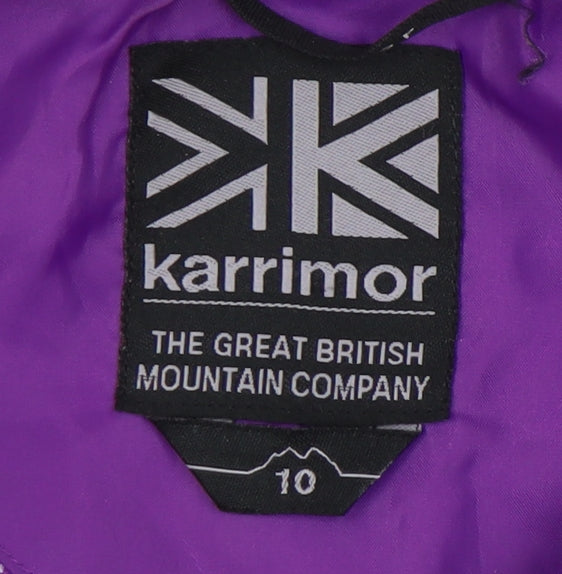 karrimor
THE GREAT BRITISH
MOUNTAIN COMPANY
10